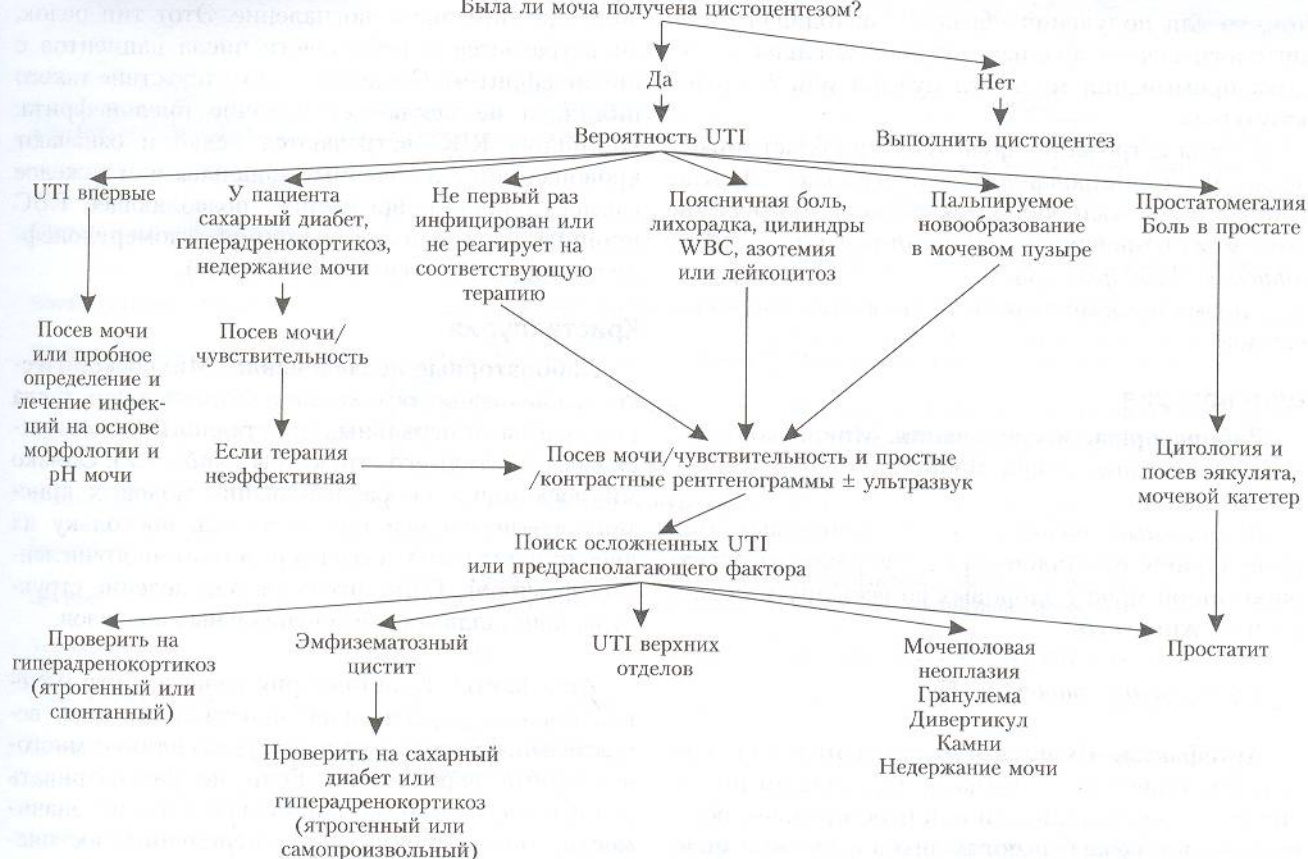 Была ли моча получена цистоцентезом?
Да
Нет
Вероятность UTI
Выполнить цистоцентез
UTI впервые
У пациента
сахарный диабет,
гиперадренокортикоз,
недержание мочи
Не первый раз
инфицирован или
не реагирует на
соответствующую
терапию
Поясничная боль,
лихорадка, цилиндры
WBC, азотемия
или лейкоцитоз
Пальпируемое
новообразование
в мочевом пузыре
Простатомегалия
Боль в простате
Посев мочи
или пробное
определение и
лечение инфек-
ций на основе
морфологии и
pH мочи
Посев мочи/
чувствительность
Если терапия
неэффективная
Посев мочи/чувствительность и простые
/контрастные рентгенограммы ± ультразвук
Цитология и
посев эякулята,
мочевой катетер
Поиск осложненных UTI
или предрасполагающего фактора
Проверить на
гиперадренокортикоз
(ятрогенный или
спонтанный)
Эмфизематозный
цистит
UTI верхних
отделов
Мочеполовая
неоплазия
Гранулема
Дивертикул
Камни
Недержание мочи
Простатит
Проверить на сахарный
диабет или
гиперадренокортикоз
(ятрогенный или
самопроизвольный)